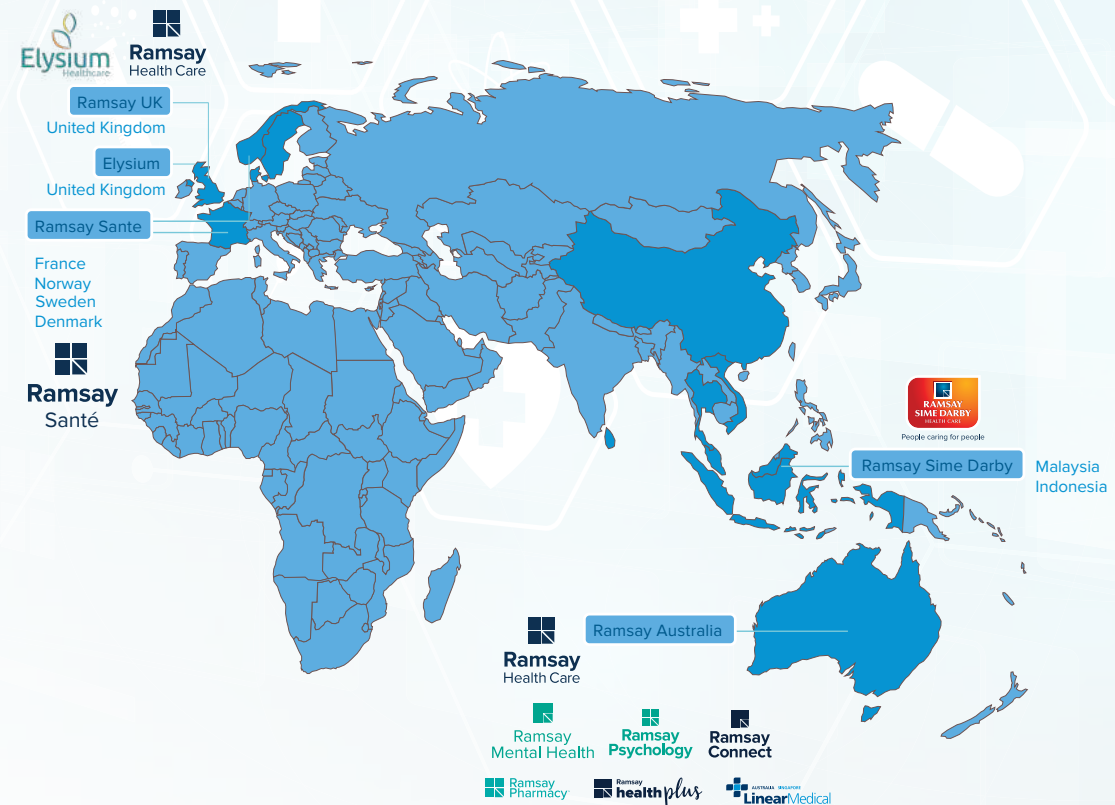 Elysium
Healthcare
Ramsay
Health Care
Ramsay UK
United Kingdom
Elysium
United Kingdom
Ramsay Sante
France
Norway
Sweden
Denmark
Ramsay
Santé
RAMSAY
SIME DARBY
HEALTH CARE
People caring for people
Ramsay Sime Darby
Malaysia
Indonesia
Ramsay Australia
Ramsay
Health Care
Ramsay
Mental Health
Ramsay
Psychology
Ramsay
Connect
Ramsay
Pharmacy
Ramsay
healthplus
AUSTRALIA SINGAPORE
LinearMedical